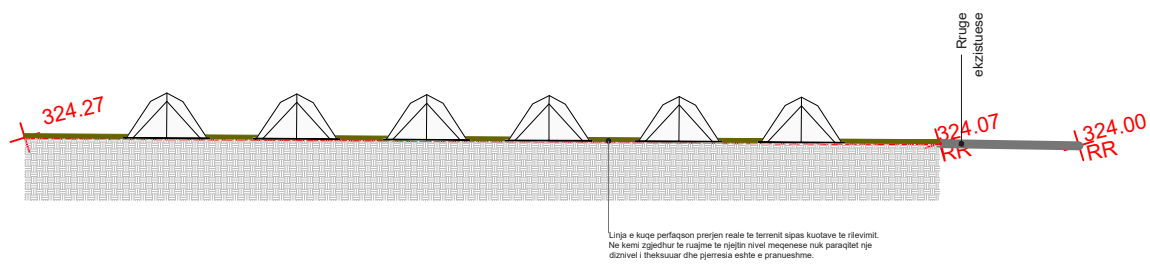 Rruge
ekzistuese
324.27
324.07
RR
324.00
RR
Linja e kuqe perfaqson prerjen reale te terrenit sipas kuotave te rilevimit.
Ne kemi zgjedhur te ruajme te njejtin nivel meqenese nuk paraqitet nje
diznivel i theksuuar dhe pjerresia eshte e pranueshme.